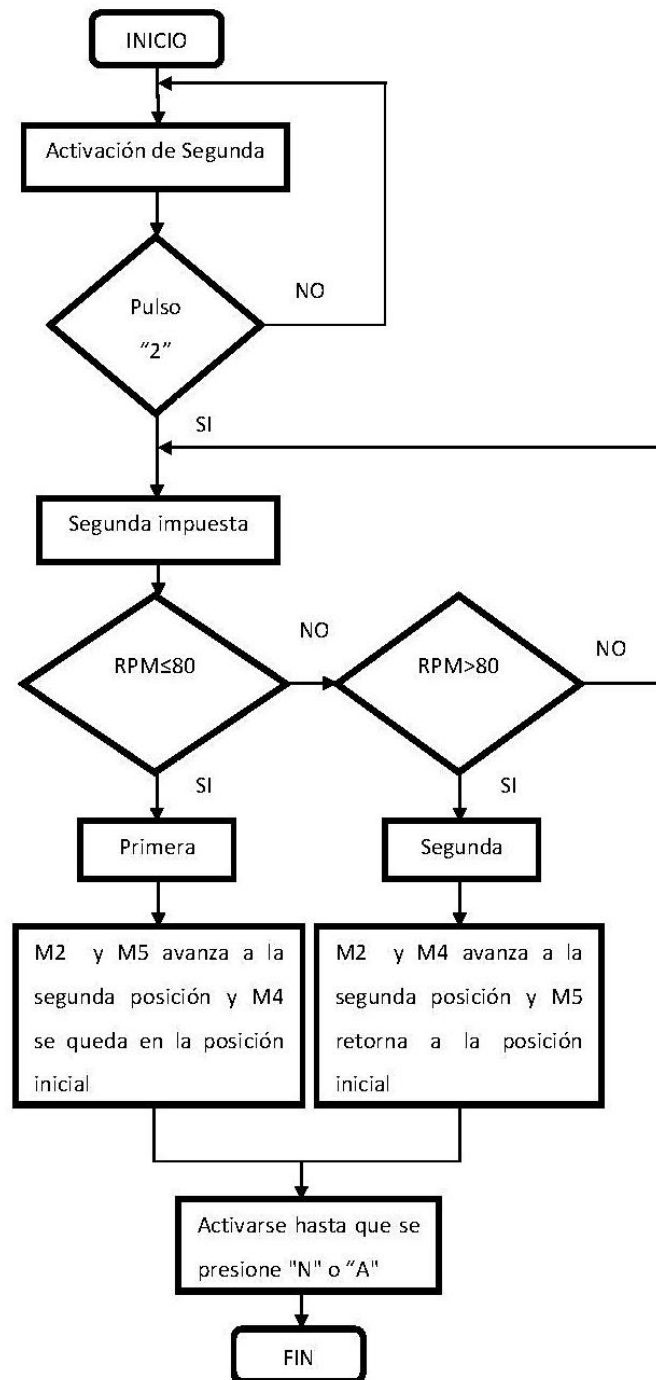 INICIO
Activación de Segunda
Pulso
“2”
NO
SI
Segunda impuesta
RPM≤80
NO
RPM>80
NO
SI
SI
Primera
Segunda
M2 y M5 avanza a la
segunda posición y M4
se queda en la posición
inicial
M2 y M4 avanza a la
segunda posición y M5
retorna a la posición
inicial
Activarse hasta que se
presione "N" o “A"
FIN